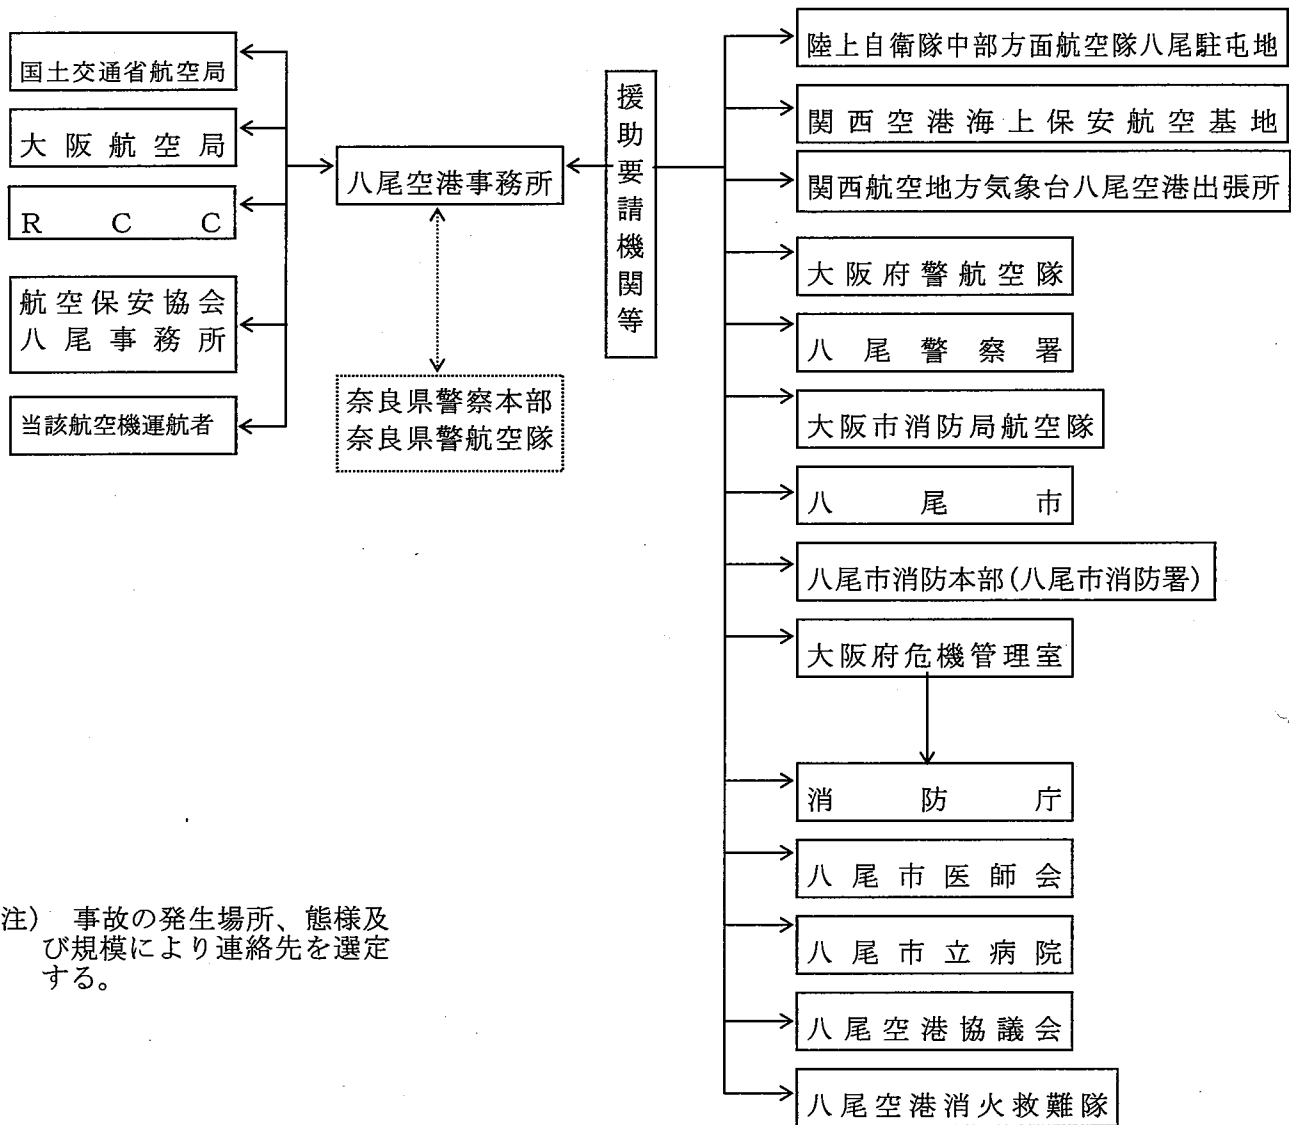 国土交通省航空局
大阪航空局
RCC
航空保安協会
八尾事務所
当該航空機運航者
八尾空港事務所
奈良県警察本部
奈良県警航空隊
援助要請機関等
陸上自衛隊中部方面航空隊八尾駐屯地
関西空港海上保安航空基地
関西航空地方気象台八尾空港出張所
大阪府警航空隊
八尾警察署
大阪市消防局航空隊
八尾市
八尾市消防本部(八尾市消防署)
大阪府危機管理室
消防庁
八尾市医師会
八尾市立病院
八尾空港協議会
八尾空港消火救難隊
注) 事故の発生場所、態様及
び規模により連絡先を選定
する。